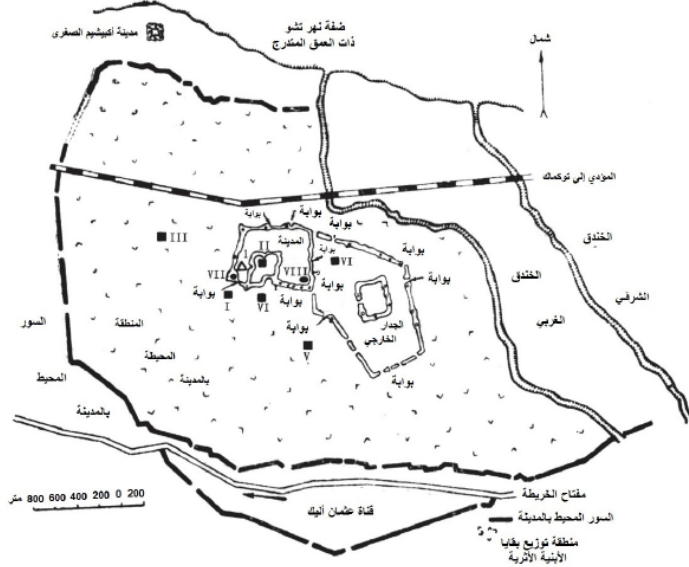 ضفة نهر تشو
ذات العمق المتدرج
مدينة أكبيشيم الصغرى
شمال
المؤدي إلى توكماك
بوابة
بوابة
بوابة
المدينة
بوابة
بوابة
الخندق
الشرقي
III
I
II
VII
VIII
VI
بوابة
بوابة
بوابة
بوابة
I
VI
بوابة
بوابة
الجدار
الخارجي
V
بوابة
الخندق
الغربي
السور
المحيط
بالمدينة
المنطقة
المحيطة
بالمدينة
800 600 400 200 0 200 متر
قناة عثمان أليك
مفتاح الخريطة
السور المحيط بالمدينة
منطقة توزيع بقايا
الأبنية الأثرية